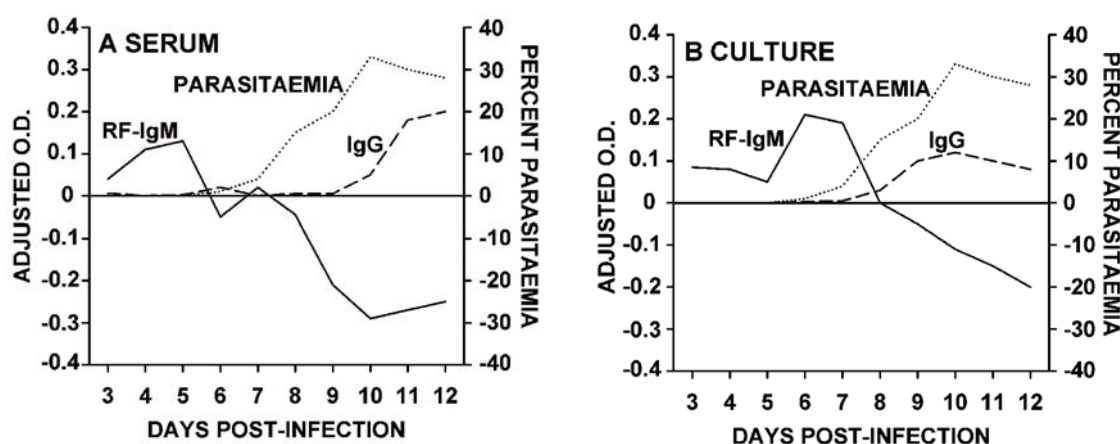 A SERUM
ADJUSTED O.D.
0.4
0.3
0.2
0.1
0
-0.1
-0.2
0.3
-0.4
PARASITAEMIA
RF-IgM
IgG
40
30
20
10
0
-10
-20
-30
-40
PERCENT PARASITAEMIA
3 4 5 6 7 8 9 10 11 12
DAYS POST-INFECTION
B CULTURE
ADJUSTED O.D.
0.4
0.3
0.2
0.1
0
-0.1
-0.2
0.3
-0.4
PARASITAEMIA
RF-IgM
IgG
40
30
20
10
0
-10
-20
-30
-40
PERCENT PARASITAEMIA
3 4 5 6 7 8 9 10 11 12
DAYS POST-INFECTION